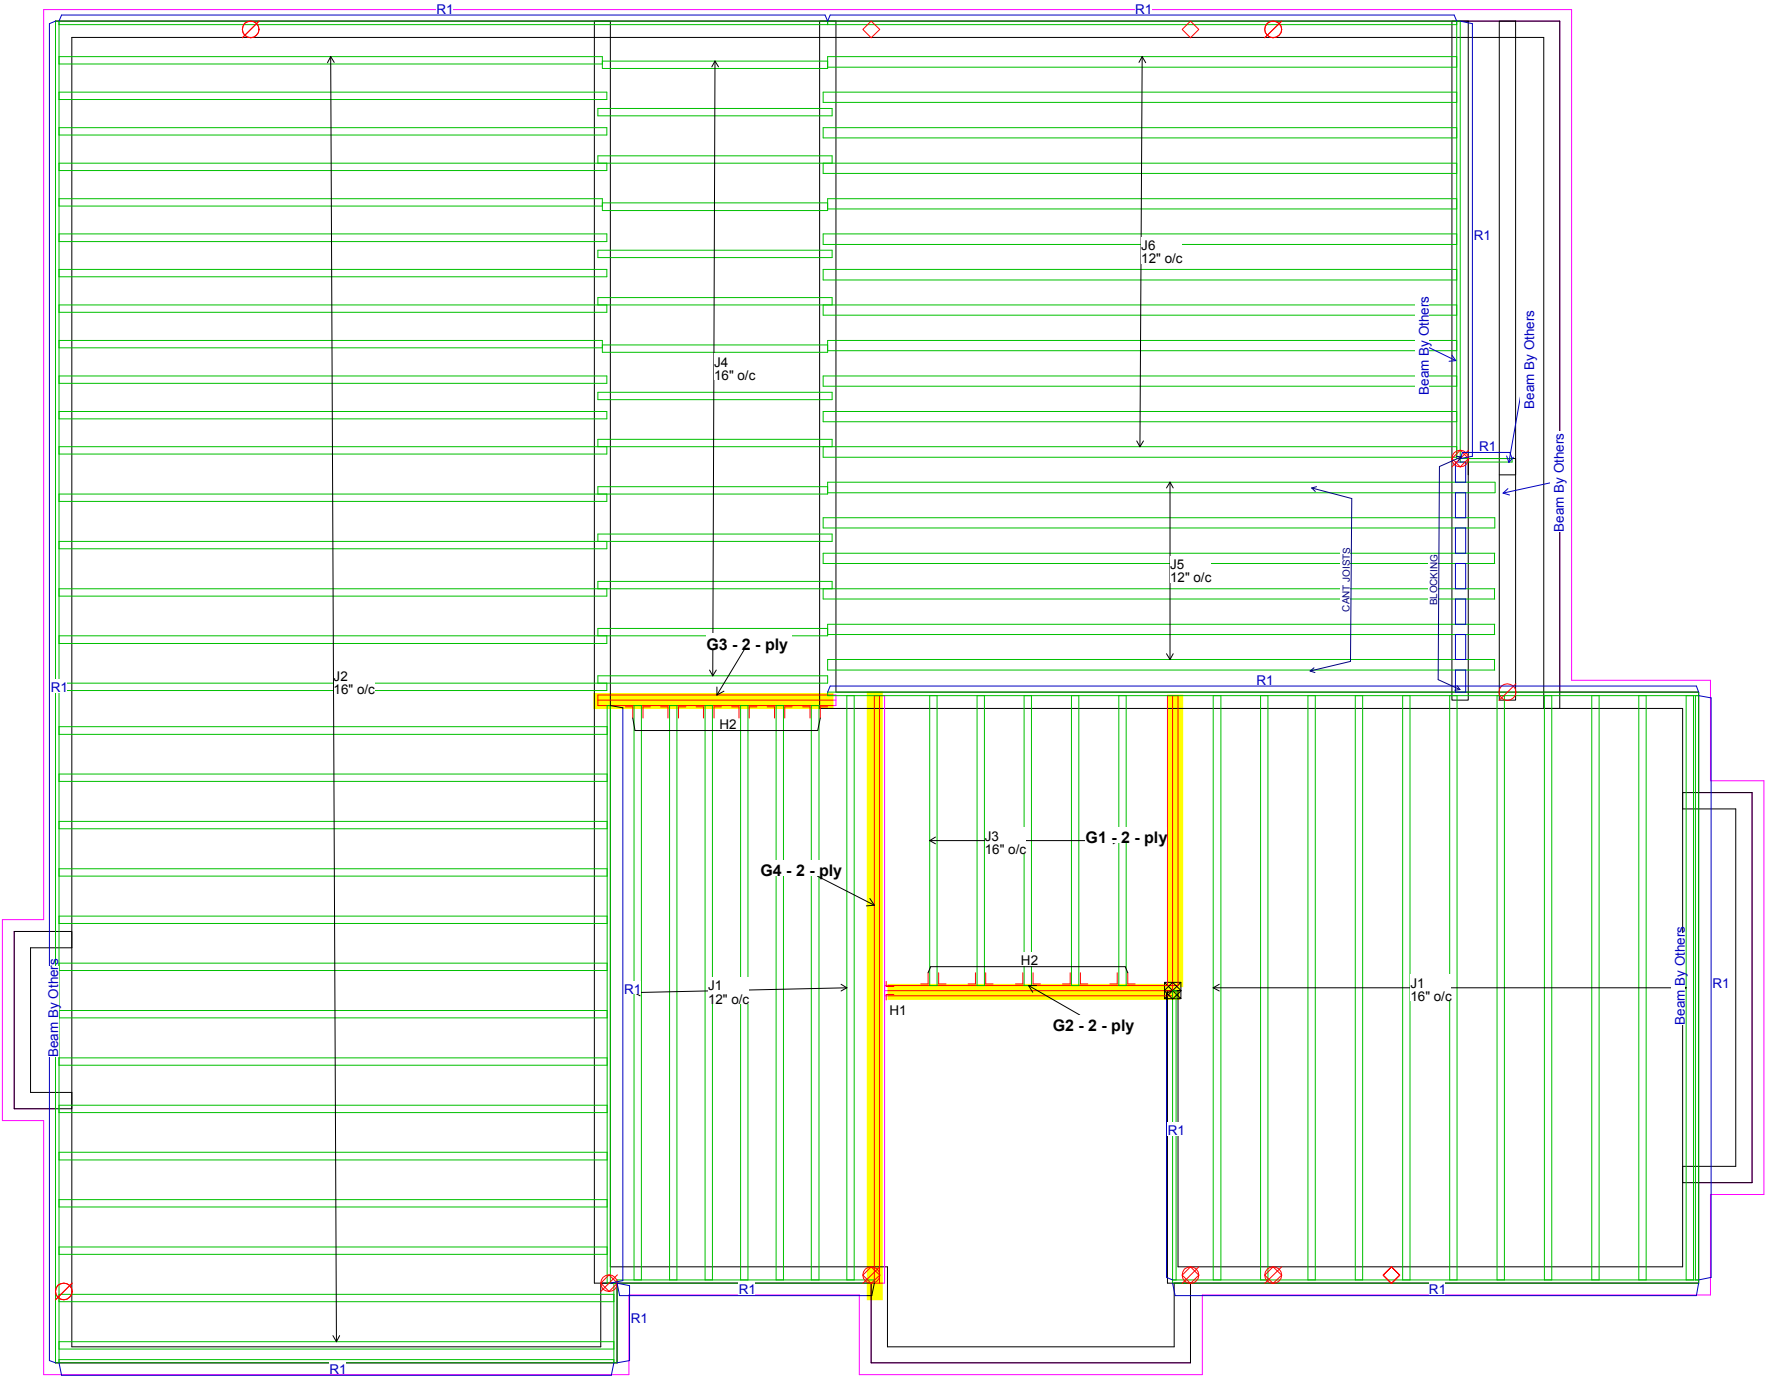 R1
R1
J6
12" o/c
R1
Beam By Others
Beam By Others
J4
16" o/c
R1
Beam By Others
J5
12" o/c
CANT JOISTS
BLOCKING
G3 - 2 - ply
J2
16" o/c
R1
R1
H2
J3
16" o/c
G1 - 2 - ply
G4 - 2 - ply
H2
Beam By Others
R1
J1
12" o/c
H1
G2 - 2 - ply
J1
16" o/c
Beam By Others
R1
R1
R1
R1
R1
R1